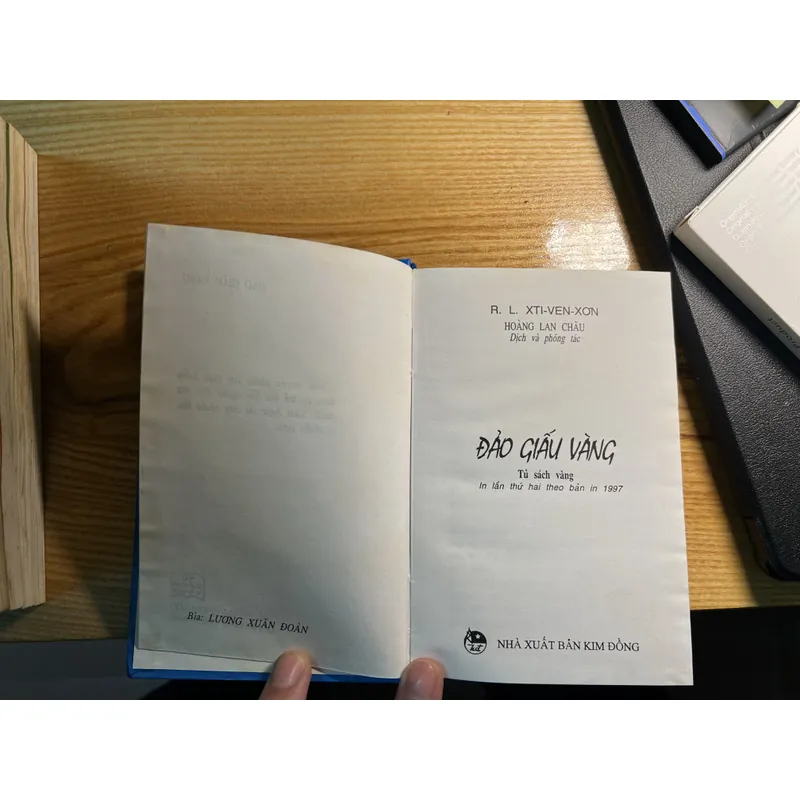 Bìa: LƯƠNG XUÂN ĐOÀN
R. L. XTI-VEN-XƠN
HOÀNG LAN CHÂU
Dịch và phỏng tác
ĐẢO GIẤU VÀNG
Tủ sách vàng
In lần thứ hai theo bản in 1997
NHÀ XUẤT BẢN KIM ĐỒNG